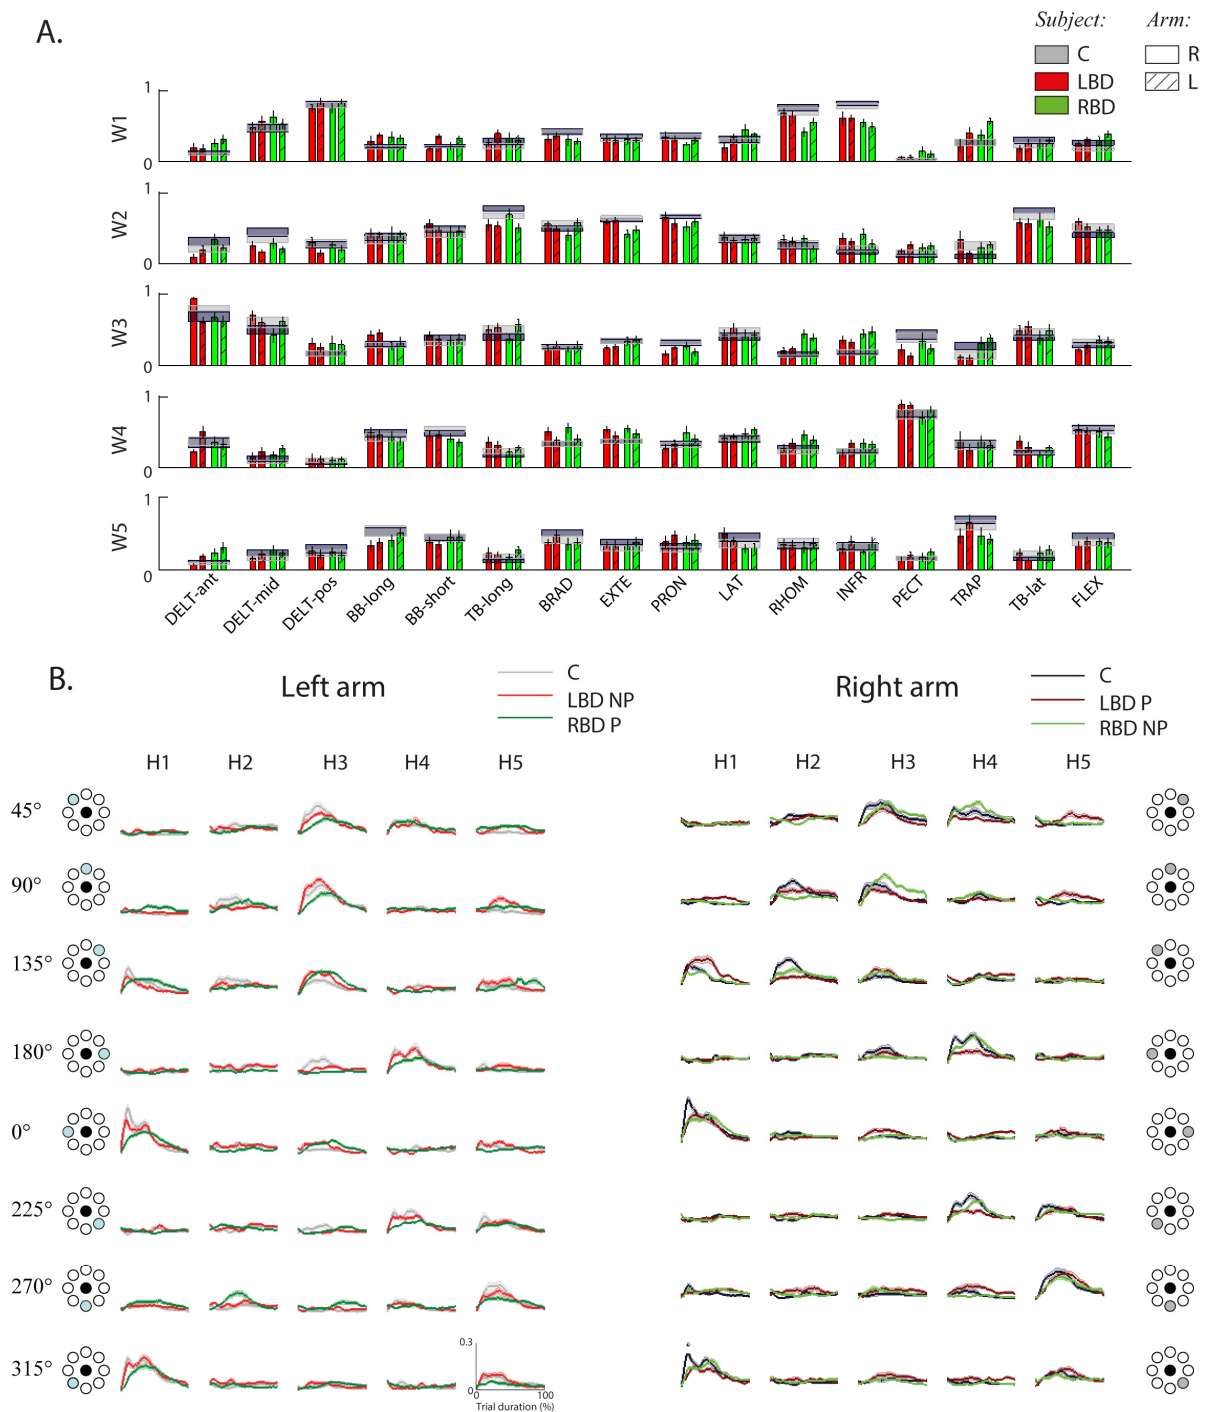 A.
Subject: Arm:
C R
LBD L
RBD
W1 1 0
W2 1 0
W3 1 0
W4 1 0
W5 1 0
DELT-ant DELT-mid DELT-pos BB-long BB-short TB-long BRAD EXTE PRON LAT RHOM INFR PECT TRAP TB-lat FLEX
B.
Left arm
C
LBD NP
RBD P
Right arm
C
LBD P
RBD NP
H1 H2 H3 H4 H5 H1 H2 H3 H4 H5
45°
90°
135°
180°
0°
225°
270°
315°
0.3
0
0 100
Trial duration (%)